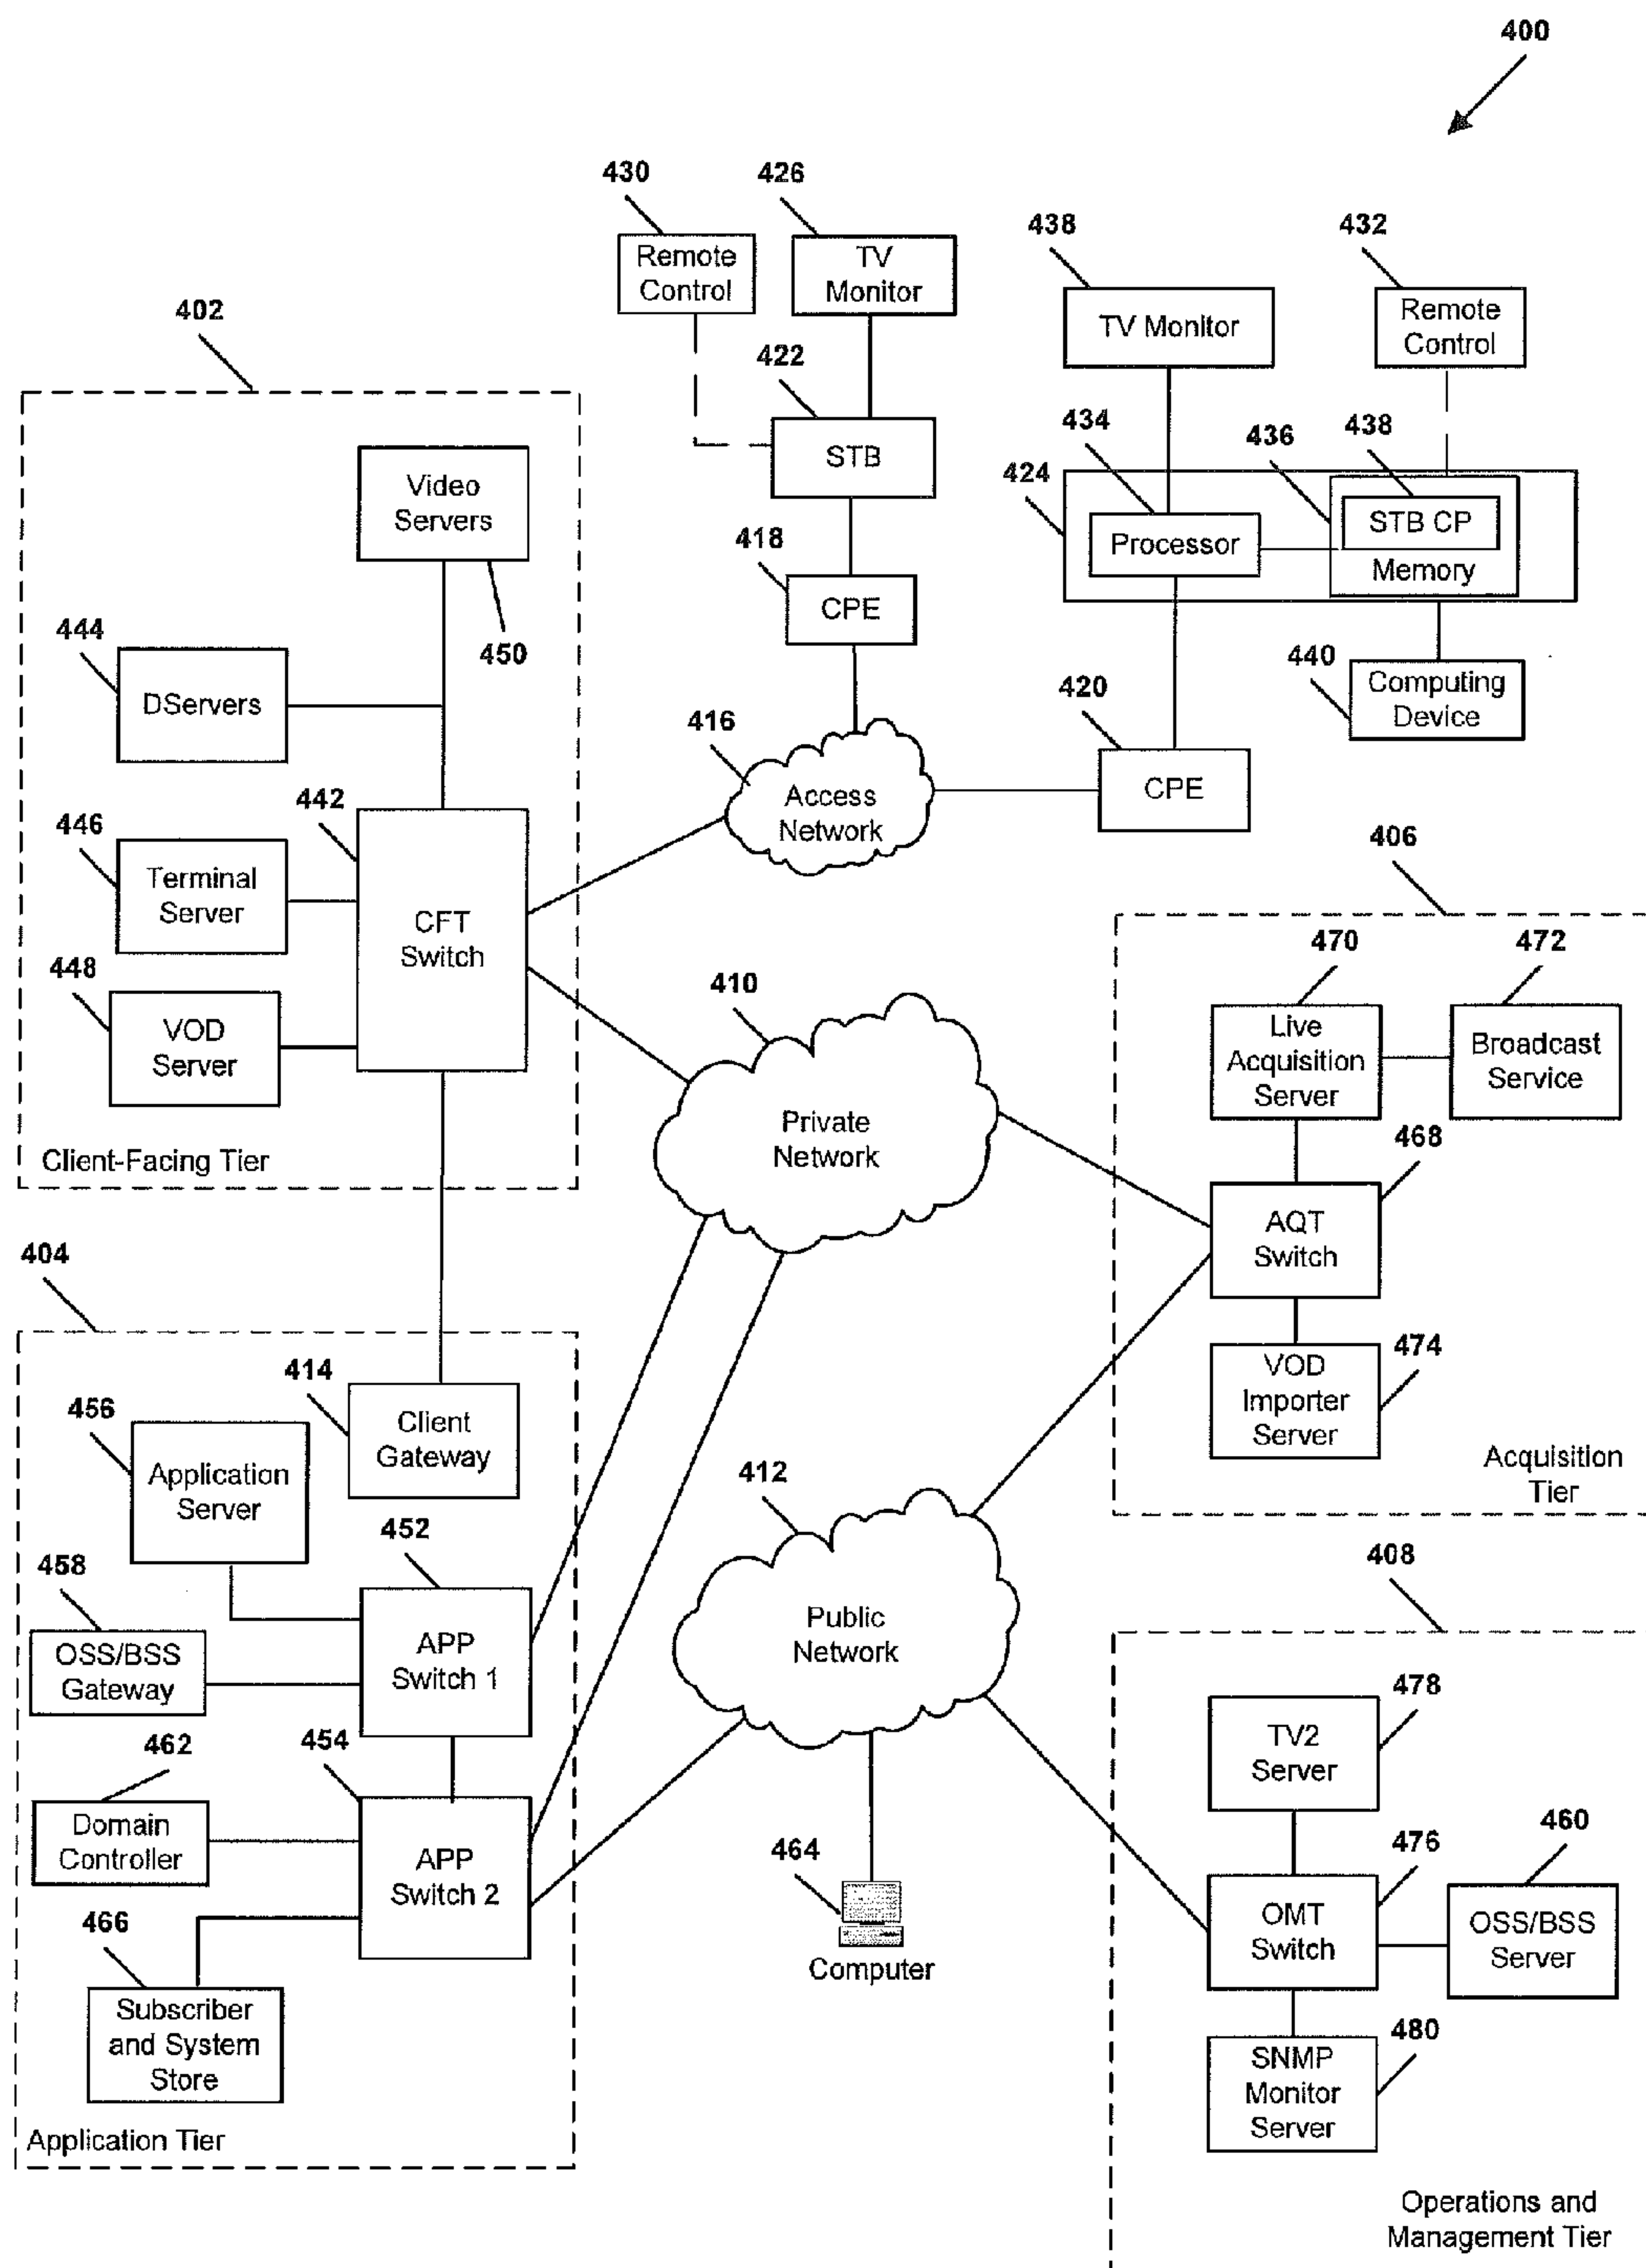 400
430
426
Remote
Control
TV
Monitor
438
432
TV Monitor
Remote
Control
402
422
STB
434
436
438
424
Processor
STB CP
Memory
Video
Servers
450
418
CPE
444
DServers
440
Computing
Device
420
CPE
416
Access
Network
442
CFT
Switch
446
Terminal
Server
448
VOD
Server
Client-Facing Tier
410
Private
Network
406
470
472
Live
Acquisition
Server
Broadcast
Service
468
AQT
Switch
474
VOD
Importer
Server
Acquisition
Tier
404
414
Client
Gateway
456
Application
Server
452
APP
Switch 1
458
OSS/BSS
Gateway
462
454
Domain
Controller
APP
Switch 2
466
Subscriber
and System
Store
Application Tier
412
Public
Network
464
Computer
408
478
TV2
Server
476
460
OMT
Switch
OSS/BSS
Server
480
SNMP
Monitor
Server
Operations and
Management Tier